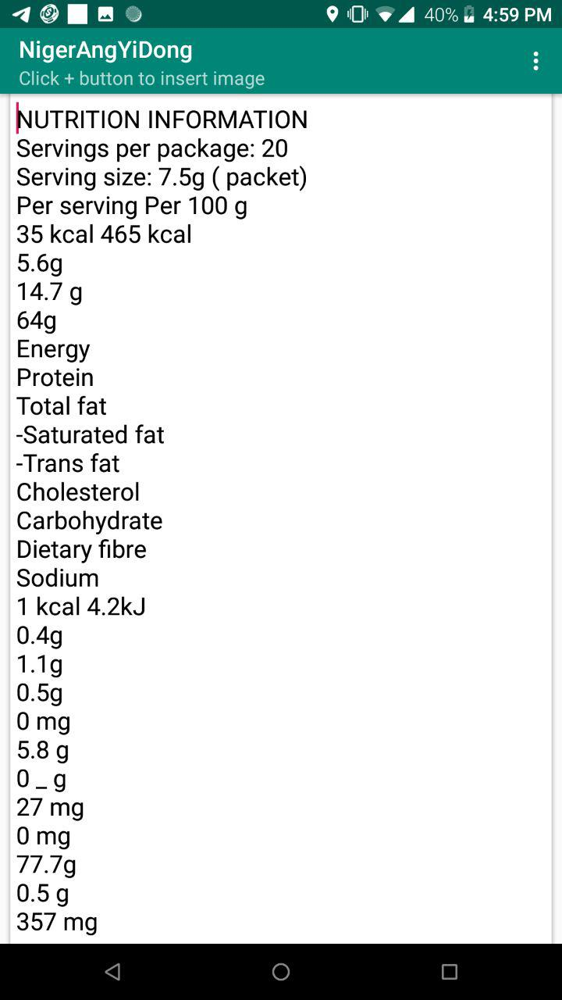 40% 4:59 PM
NigerAngYiDong
Click + button to insert image
NUTRITION INFORMATION
Servings per package: 20
Serving size: 7.5g ( packet)
Per serving Per 100 g
35 kcal 465 kcal
5.6g
14.7 g
64g
Energy
Protein
Total fat
-Saturated fat
-Trans fat
Cholesterol
Carbohydrate
Dietary fibre
Sodium
1 kcal 4.2kJ
0.4g
1.1g
0.5g
0 mg
5.8 g
0 _ g
27 mg
0 mg
77.7g
0.5 g
357 mg